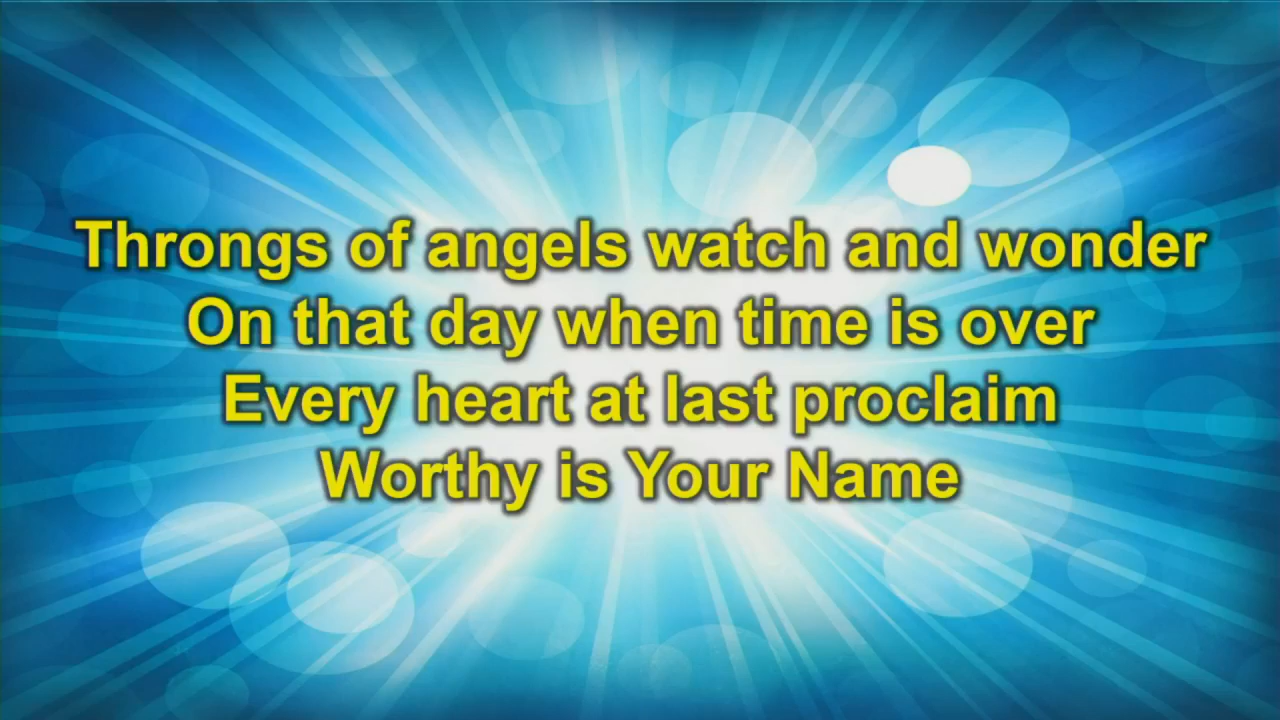 Throngs of angels watch and wonder
On that day when time is over
Every heart at last proclaim
Worthy is Your Name